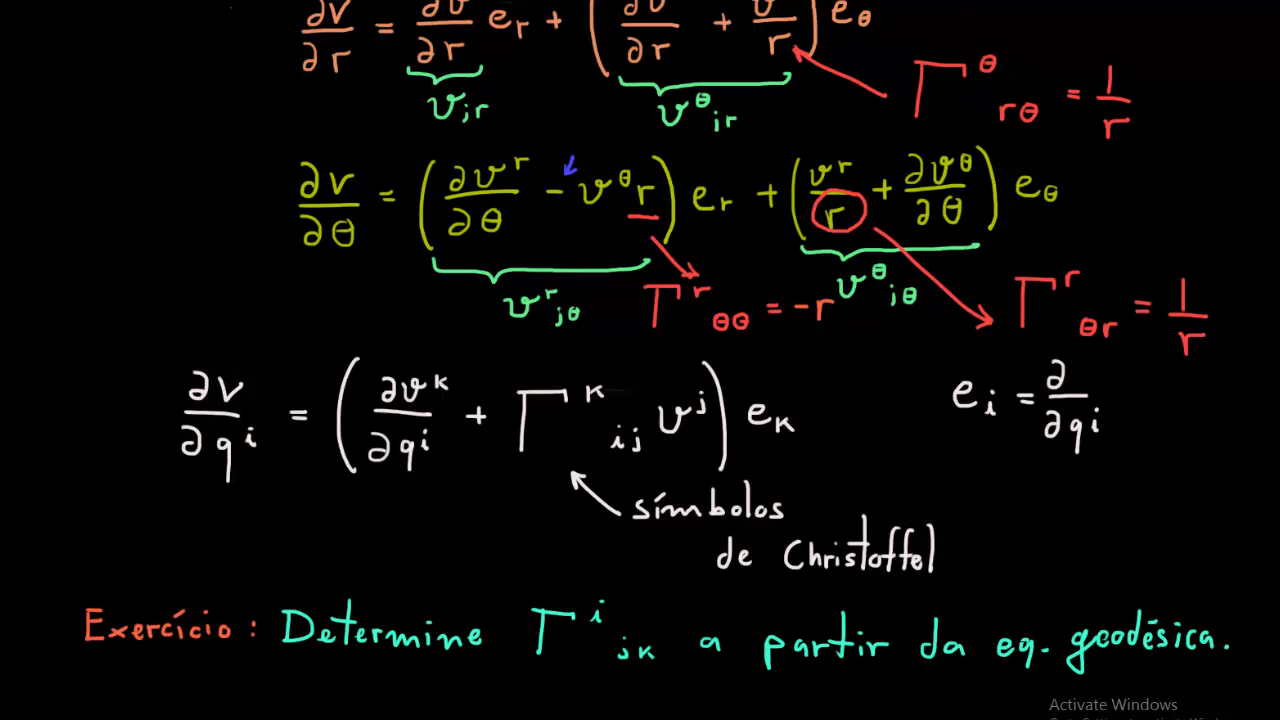 ∂v/∂r = ∂v/∂r e_r + (∂v/∂r + v/r) e_θ
v_;r v^θ_;r Γ^θ_rθ = 1/r
∂v/∂θ = (∂v^r/∂θ - v^θ r) e_r + (v^r/r + ∂v^θ/∂θ) e_θ
v^r_;θ Γ^r_θθ = -r v^θ_;θ Γ^r_θr = 1/r
∂v/∂q^i = (∂v^k/∂q^i + Γ^k_ij v^j) e_k e_i = ∂/∂q^i
símbolos
de Christoffel
Exercício: Determine Γ^i_jk a partir da eq. geodésica.
Activate Windows